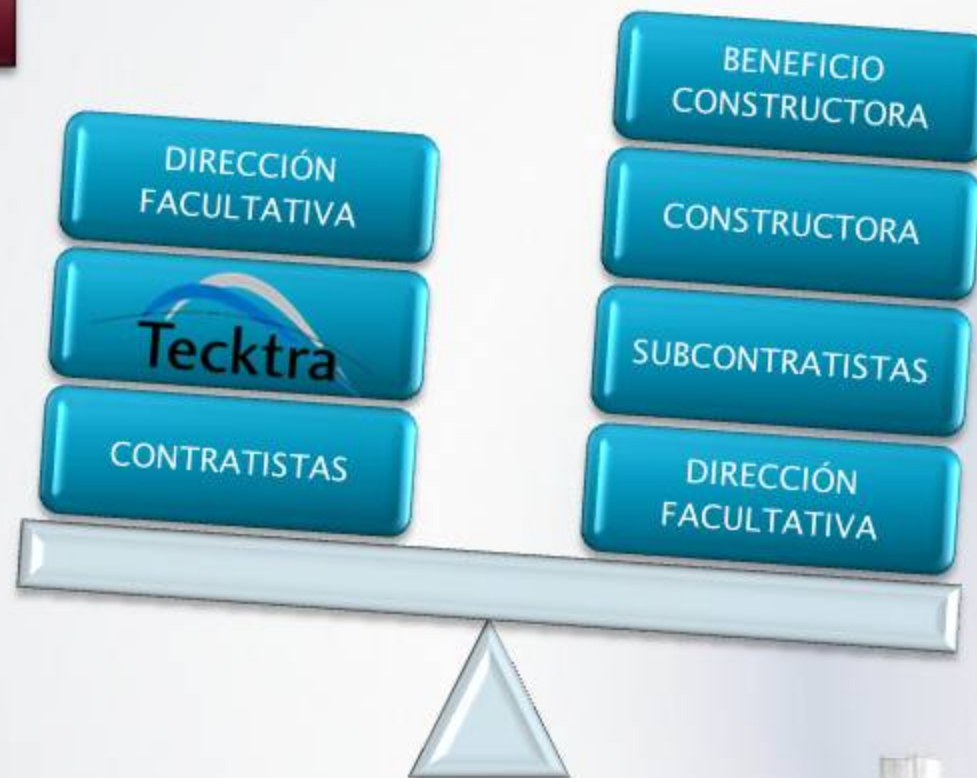 DIRECCIÓN
FACULTATIVA
Tecktra
CONTRATISTAS
BENEFICIO
CONSTRUCTORA
CONSTRUCTORA
SUBCONTRATISTAS
DIRECCIÓN
FACULTATIVA